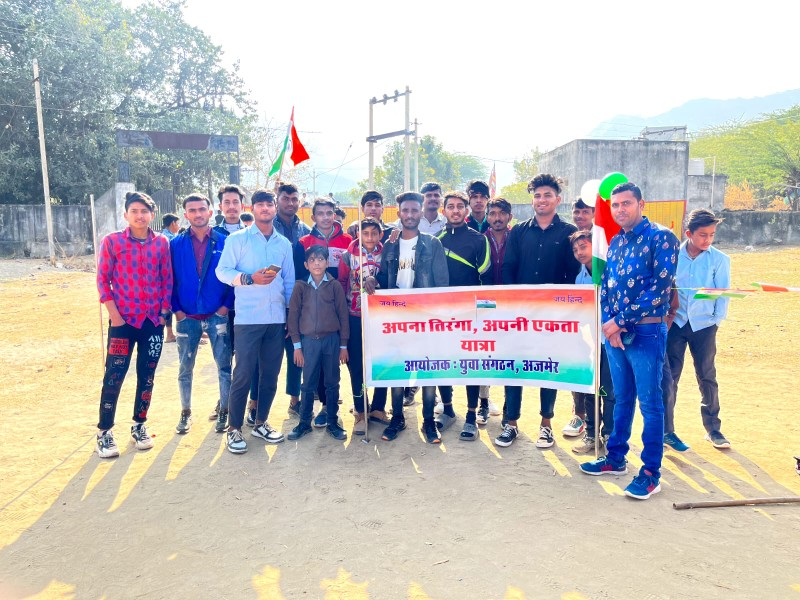 जय हिन्द
जय हिन्द
अपना तिरंगा, अपनी एकता
यात्रा
आयोजक : युवा संगठन, अजमेर